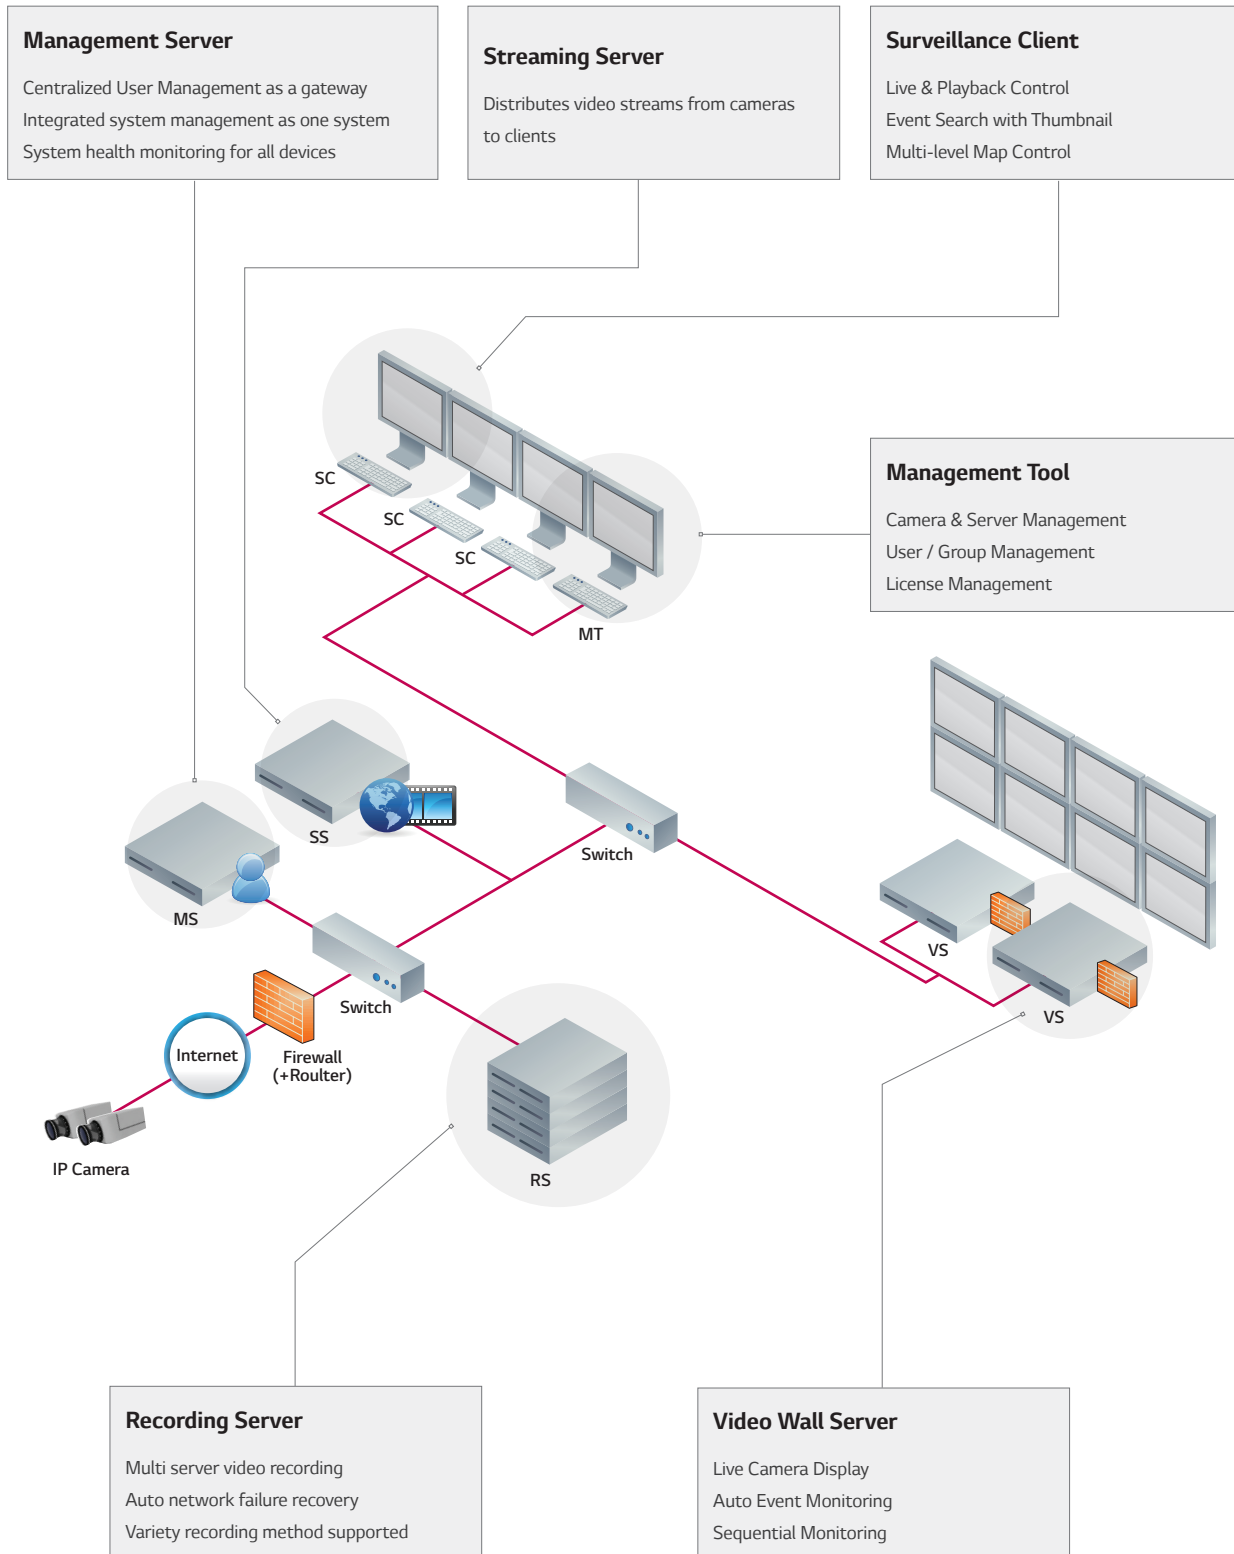 Management Server
Centralized User Management as a gateway
Integrated system management as one system
System health monitoring for all devices
Streaming Server
Distributes video streams from cameras
to clients
Surveillance Client
Live & Playback Control
Event Search with Thumbnail
Multi-level Map Control
SC
SC
SC
MT
Management Tool
Camera & Server Management
User / Group Management
License Management
SS
Switch
MS
VS
VS
Switch
Internet
Firewall
(+Roulter)
IP Camera
RS
Recording Server
Multi server video recording
Auto network failure recovery
Variety recording method supported
Video Wall Server
Live Camera Display
Auto Event Monitoring
Sequential Monitoring